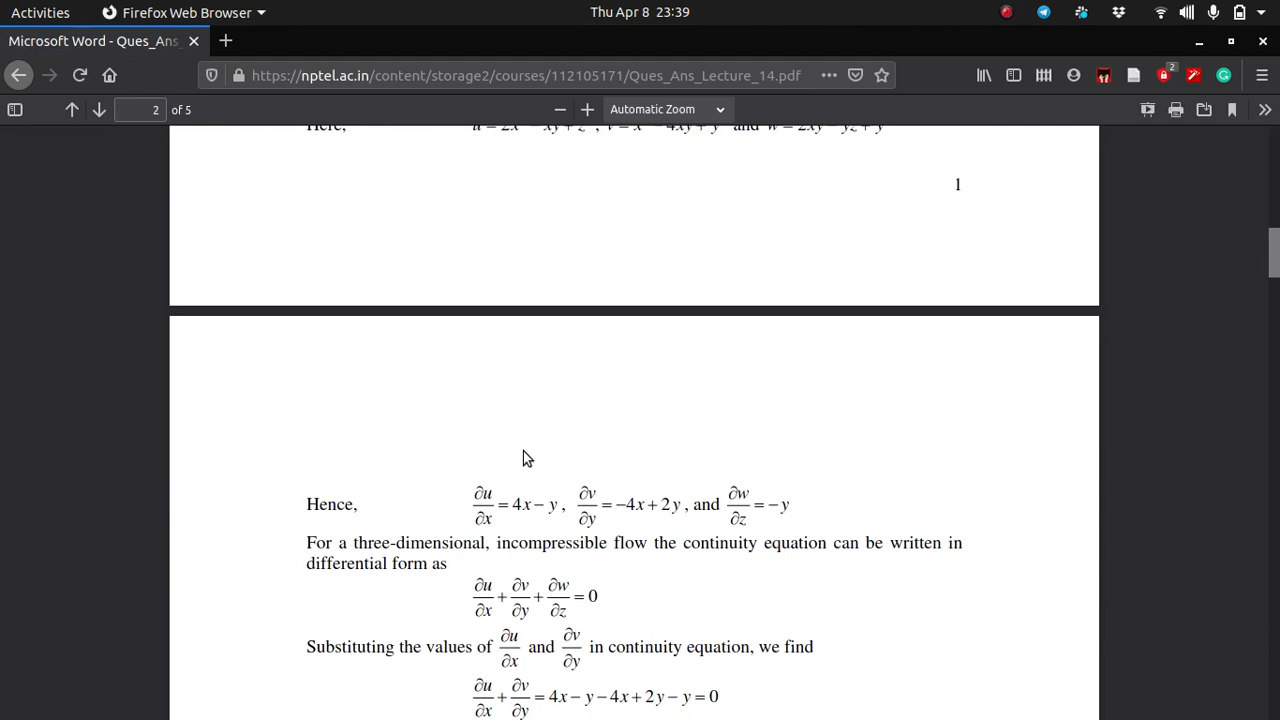 Activities Firefox Web Browser Thu Apr 8 23:39
Microsoft Word - Ques_Ans_
https://nptel.ac.in/content/storage2/courses/112105171/Ques_Ans_Lecture_14.pdf 2
2 of 5 Automatic Zoom
Here, and
1
Hence, ∂u/∂x = 4x − y , ∂v/∂y = −4x + 2y , and ∂w/∂z = −y
For a three-dimensional, incompressible flow the continuity equation can be written in
differential form as
∂u/∂x + ∂v/∂y + ∂w/∂z = 0
Substituting the values of ∂u/∂x and ∂v/∂y in continuity equation, we find
∂u/∂x + ∂v/∂y = 4x − y − 4x + 2y − y = 0